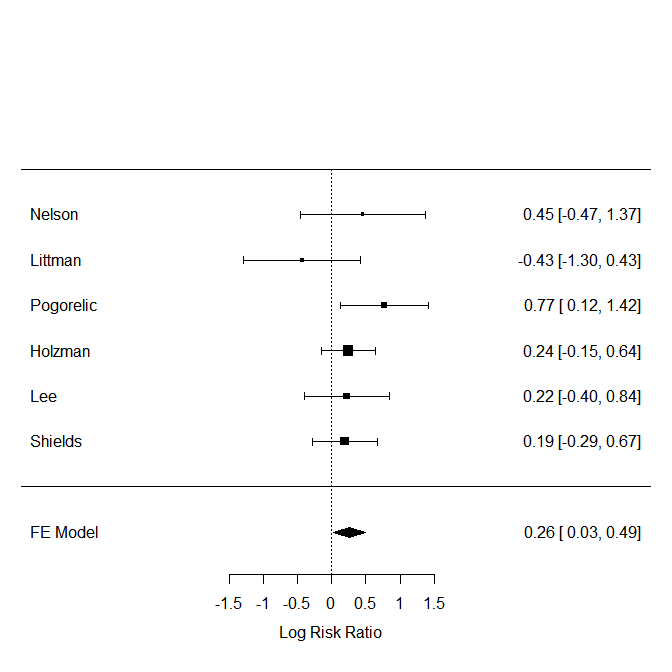 Nelson 0.45 [-0.47, 1.37]
Littman -0.43 [-1.30, 0.43]
Pogorelic 0.77 [ 0.12, 1.42]
Holzman 0.24 [-0.15, 0.64]
Lee 0.22 [-0.40, 0.84]
Shields 0.19 [-0.29, 0.67]
FE Model 0.26 [ 0.03, 0.49]
-1.5 -1 -0.5 0 0.5 1 1.5
Log Risk Ratio